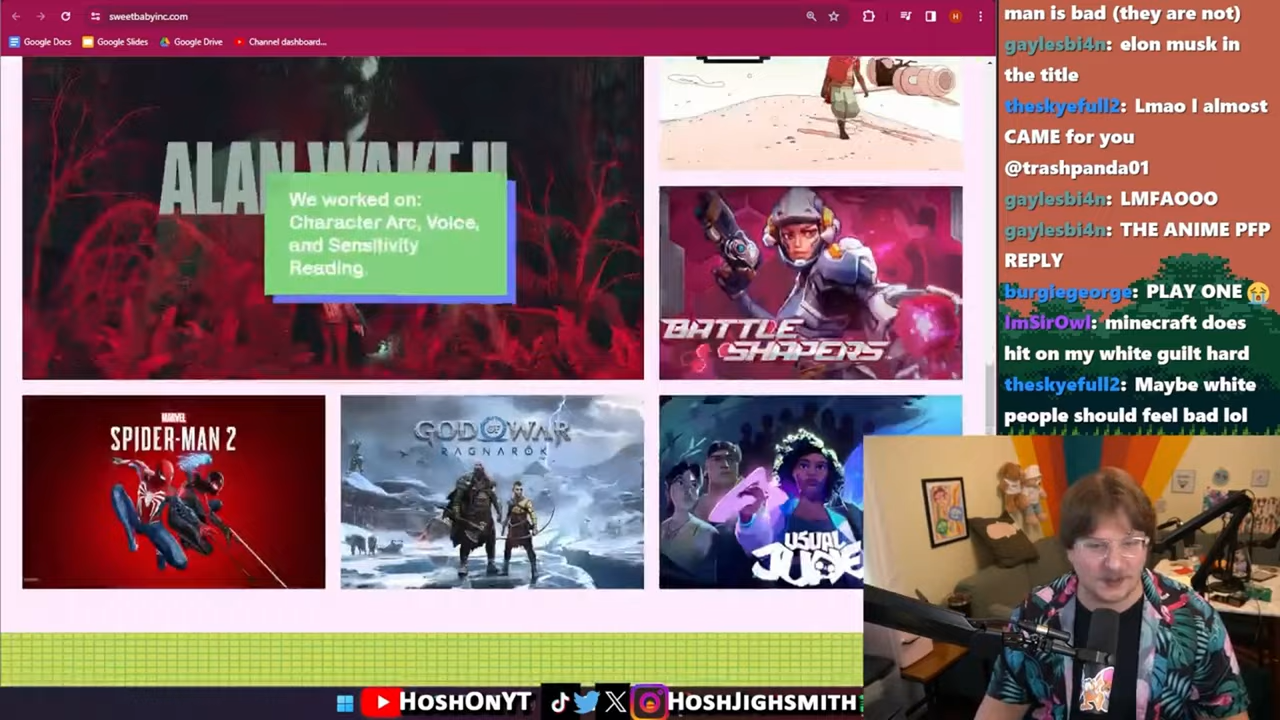 sweetbabyinc.com
Google Docs
Google Slides
Google Drive
Channel dashboard...
ALAN WAKE II
We worked on:
Character Arc, Voice,
and Sensitivity
Reading.
BATTLE
SHAPERS
MARVEL
SPIDER-MAN 2
GOD OF WAR
RAGNARÖK
USUAL
man is bad (they are not)
gaylesbi4n: elon musk in
the title
theskyefull2: Lmao I almost
CAME for you
@trashpanda01
gaylesbi4n: LMFAOOO
gaylesbi4n: THE ANIME PFP
REPLY
burgiegeorge: PLAY ONE 😭
ImSirOwl: minecraft does
hit on my white guilt hard
theskyefull2: Maybe white
people should feel bad lol
HoshOnYT
HoshJighsmith